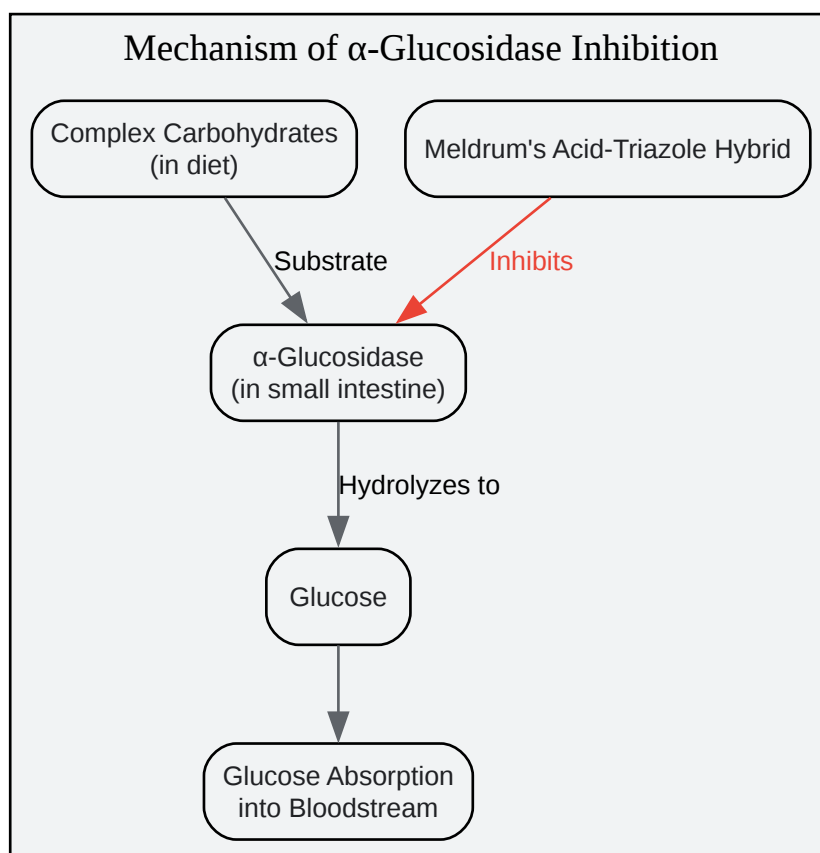 Mechanism of α-Glucosidase Inhibition
Complex Carbohydrates
(in diet)
Meldrum's Acid-Triazole Hybrid
Substrate
Inhibits
α-Glucosidase
(in small intestine)
Hydrolyzes to
Glucose
Glucose Absorption
into Bloodstream